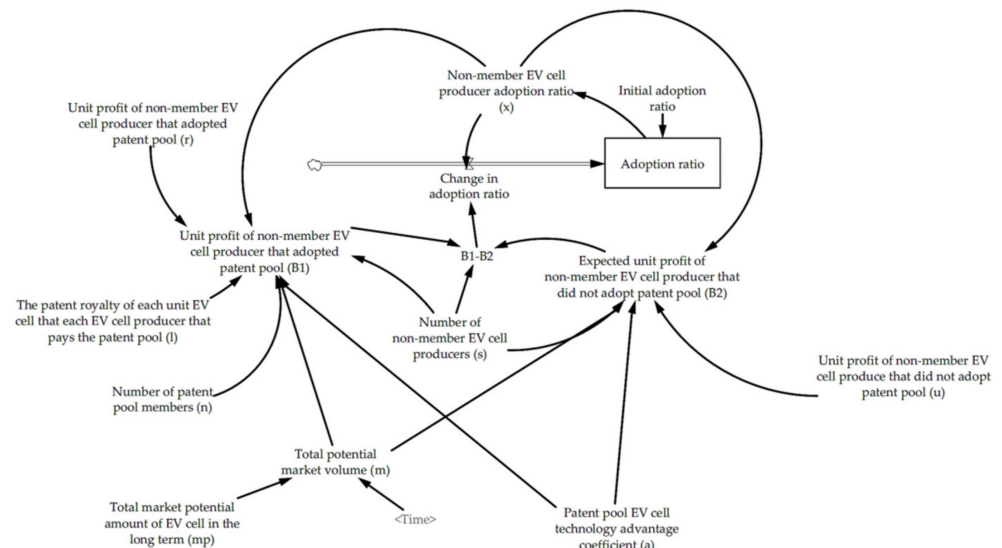 Non-member EV cell
producer adoption ratio
(x)
Initial adoption
ratio
Unit profit of non-member EV
cell producer that adopted
patent pool (r)
Adoption ratio
Change in
adoption ratio
Unit profit of non-member EV
cell producer that adopted
patent pool (B1)
B1-B2
Expected unit profit of
non-member EV cell producer that
did not adopt patent pool (B2)
The patent royalty of each unit EV
cell that each EV cell producer that
pays the patent pool (l)
Number of
non-member EV cell
producers (s)
Unit profit of non-member EV
cell produce that did not adopt
patent pool (u)
Number of patent
pool members (n)
Total potential
market volume (m)
Total market potential
amount of EV cell in the
long term (mp)
<Time>
Patent pool EV cell
technology advantage
coefficient (a)